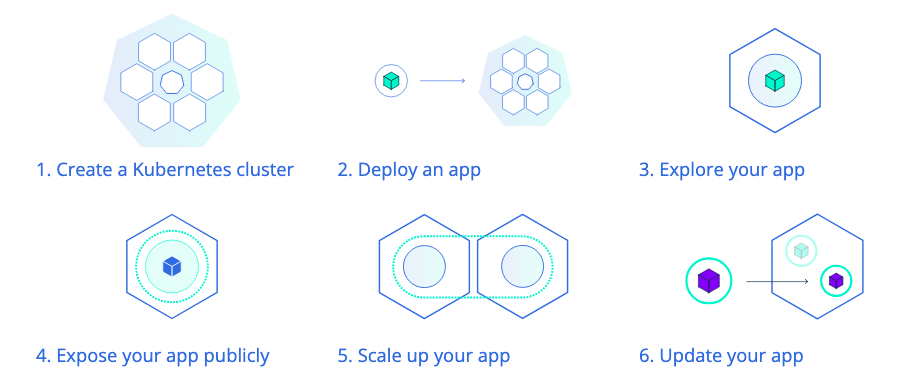 1. Create a Kubernetes cluster
2. Deploy an app
3. Explore your app
4. Expose your app publicly
5. Scale up your app
6. Update your app